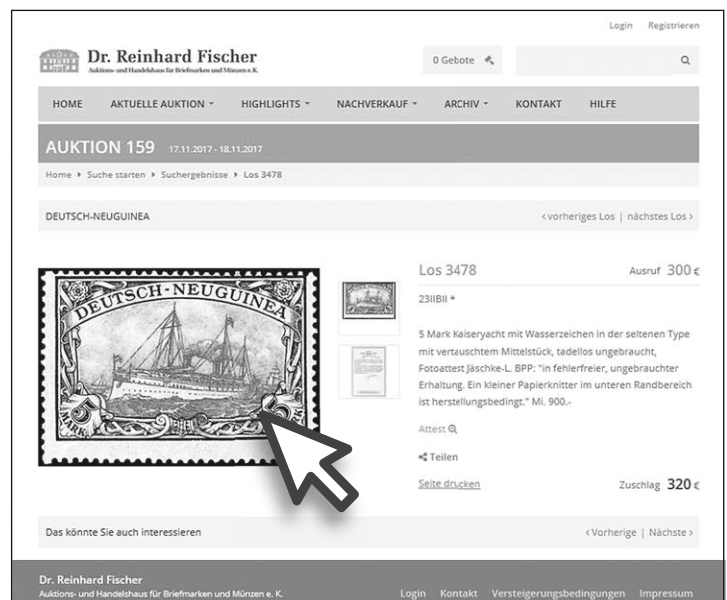 Login Registrieren
Dr. Reinhard Fischer
Auktions- und Handelshaus für Briefmarken und Münzen e. K.
0 Gebote
HOME AKTUELLE AUKTION HIGHLIGHTS NACHVERKAUF ARCHIV KONTAKT HILFE
AUKTION 159 17.11.2017 - 18.11.2017
Home Suche starten Suchergebnisse Los 3478
DEUTSCH-NEUGUINEA
‹ vorheriges Los | nächstes Los ›
DEUTSCH-NEUGUINEA
5 5
MARK
Los 3478 Ausruf 300 €
23IIBII *
5 Mark Kaiseryacht mit Wasserzeichen in der seltenen Type
mit vertauschtem Mittelstück, tadellos ungebraucht,
Fotoattest Jäschke-L. BPP: "in fehlerfreier, ungebrauchter
Erhaltung. Ein kleiner Papierknitter im unteren Randbereich
ist herstellungsbedingt." Mi. 900.-
Attest
Teilen
Seite drucken Zuschlag 320 €
Das könnte Sie auch interessieren ‹ Vorherige | Nächste ›
Dr. Reinhard Fischer
Auktions- und Handelshaus für Briefmarken und Münzen e. K.
Login Kontakt Versteigerungsbedingungen Impressum